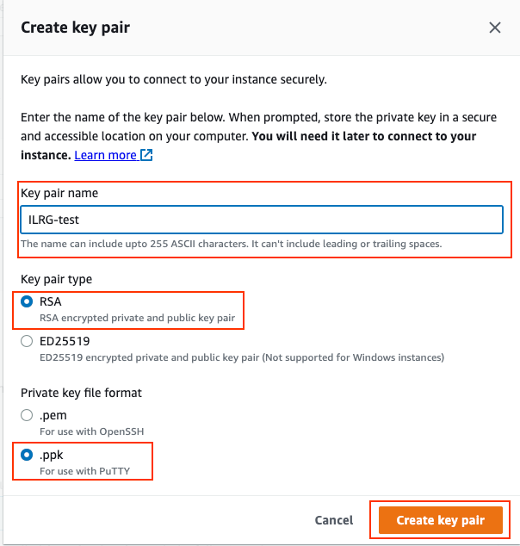 Create key pair
Key pairs allow you to connect to your instance securely.
Enter the name of the key pair below. When prompted, store the private key in a secure
and accessible location on your computer. You will need it later to connect to your
instance. Learn more
Key pair name
ILRG-test
The name can include upto 255 ASCII characters. It can't include leading or trailing spaces.
Key pair type
RSA
RSA encrypted private and public key pair
ED25519
ED25519 encrypted private and public key pair (Not supported for Windows instances)
Private key file format
.pem
For use with OpenSSH
.ppk
For use with PuTTY
Cancel
Create key pair